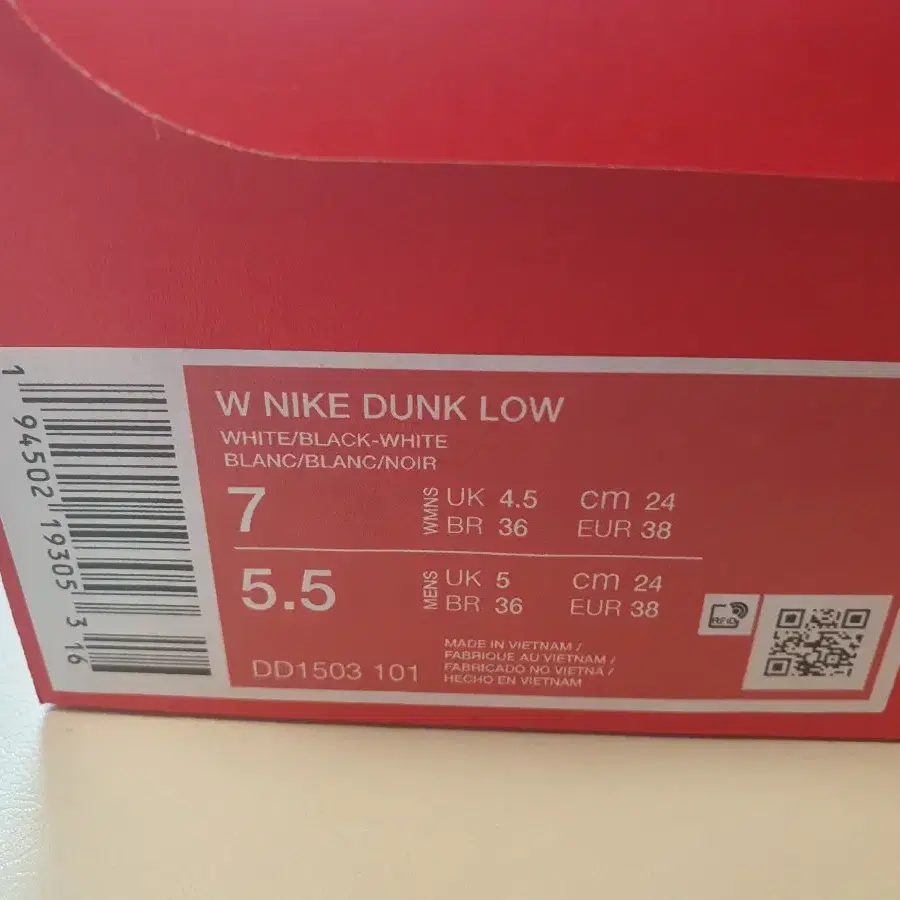 W NIKE DUNK LOW
WHITE/BLACK-WHITE
BLANC/BLANC/NOIR
7 WMNS UK 4.5 cm 24
BR 36 EUR 38
5.5 MENS UK 5 cm 24
BR 36 EUR 38
DD1503 101
MADE IN VIETNAM /
FABRIQUE AU VIETNAM /
FABRICADO NO VIETNA /
HECHO EN VIETNAM
RFID
1 94502 19305 3 16